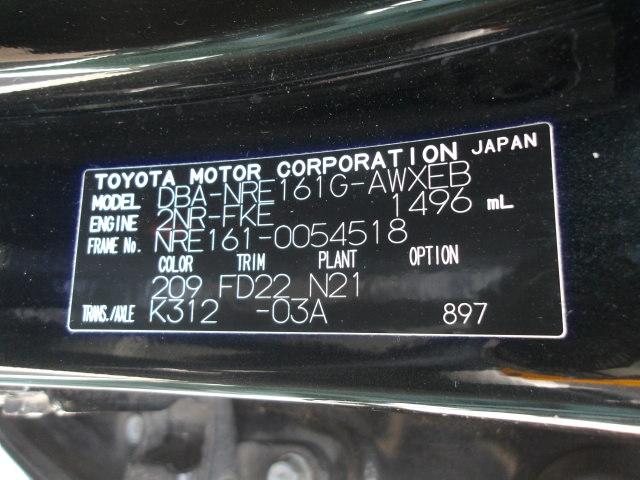 TOYOTA MOTOR CORPORATION JAPAN
MODEL DBA-NRE161G-AWXEB
ENGINE 2NR-FKE 1496 mL
FRAME No. NRE161-0054518
COLOR TRIM PLANT OPTION
209 FD22 N21
TRANS./AXLE K312 -03A 897